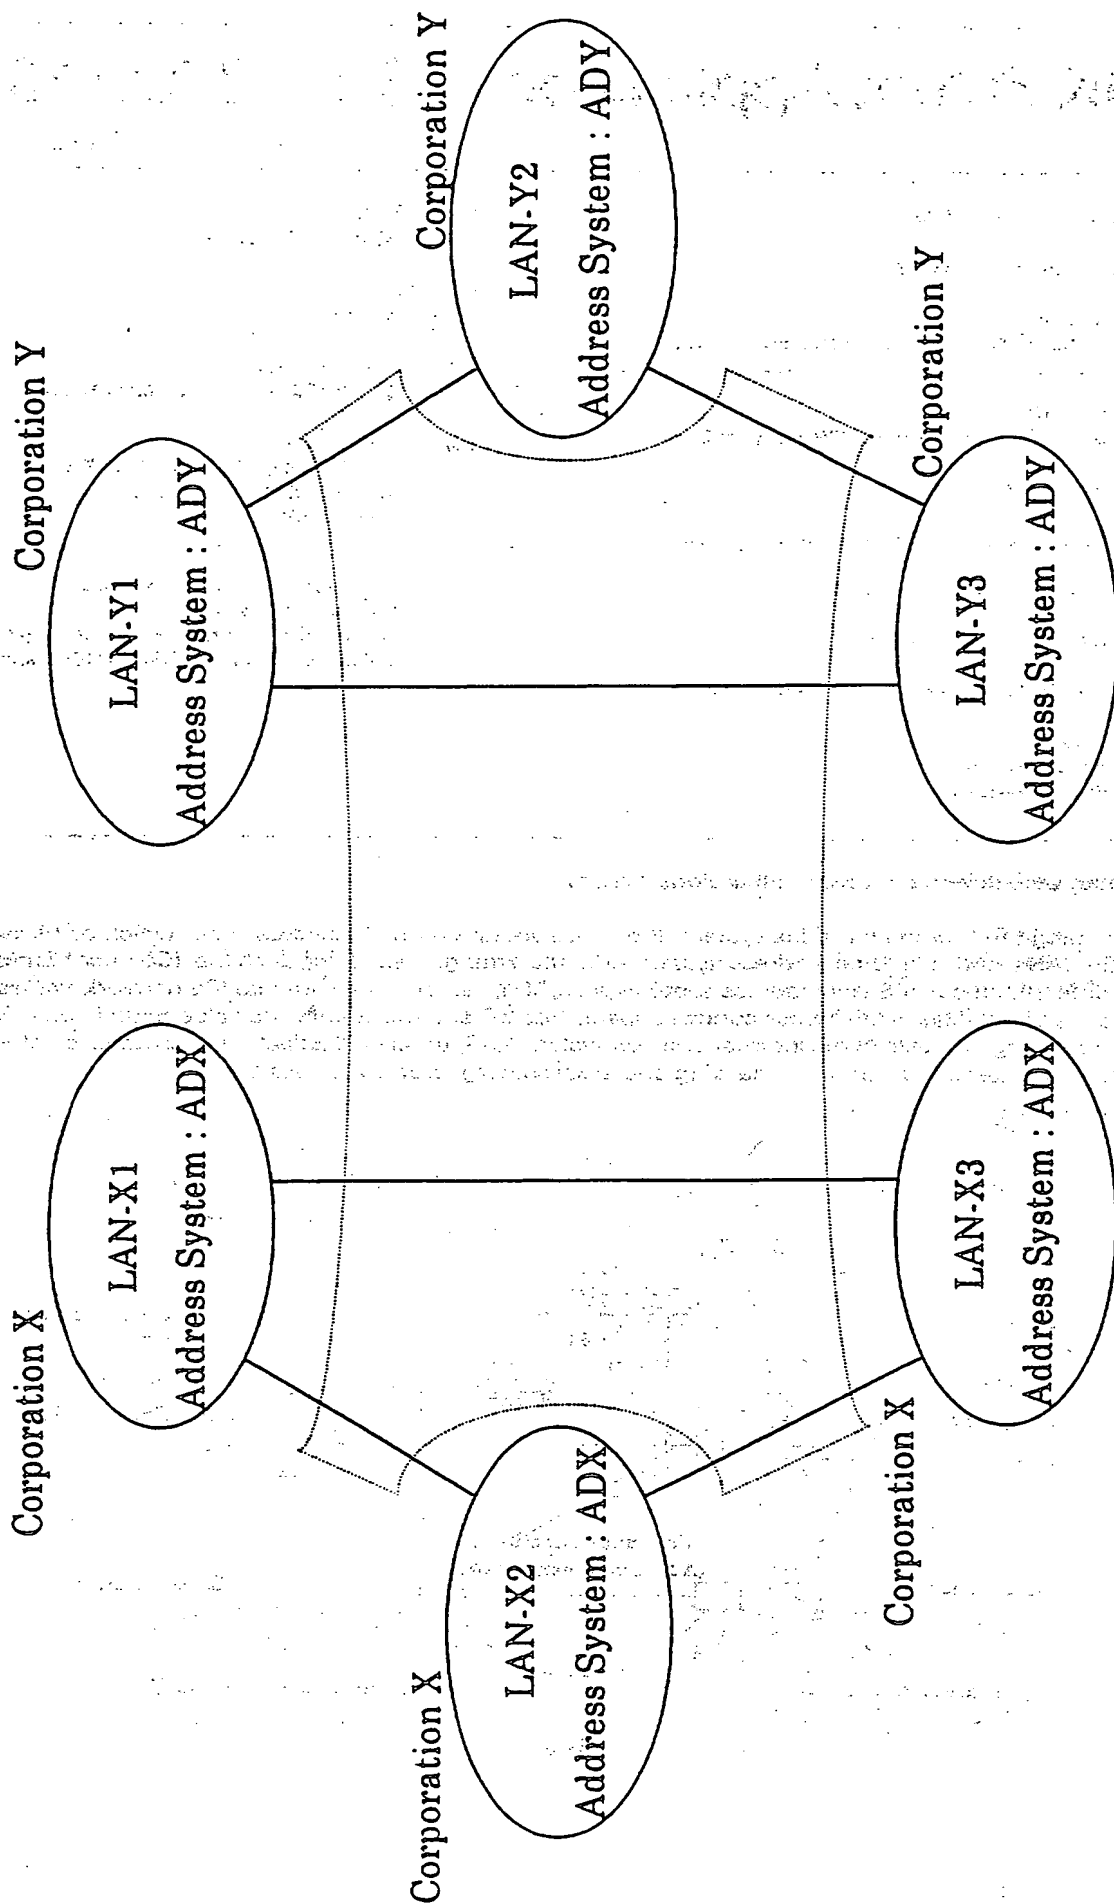 Corporation X
LAN-X1
Address System : ADX
Corporation Y
LAN-Y1
Address System : ADY
Corporation X
LAN-X2
Address System : ADX
Corporation Y
LAN-Y2
Address System : ADY
Corporation X
LAN-X3
Address System : ADX
Corporation Y
LAN-Y3
Address System : ADY